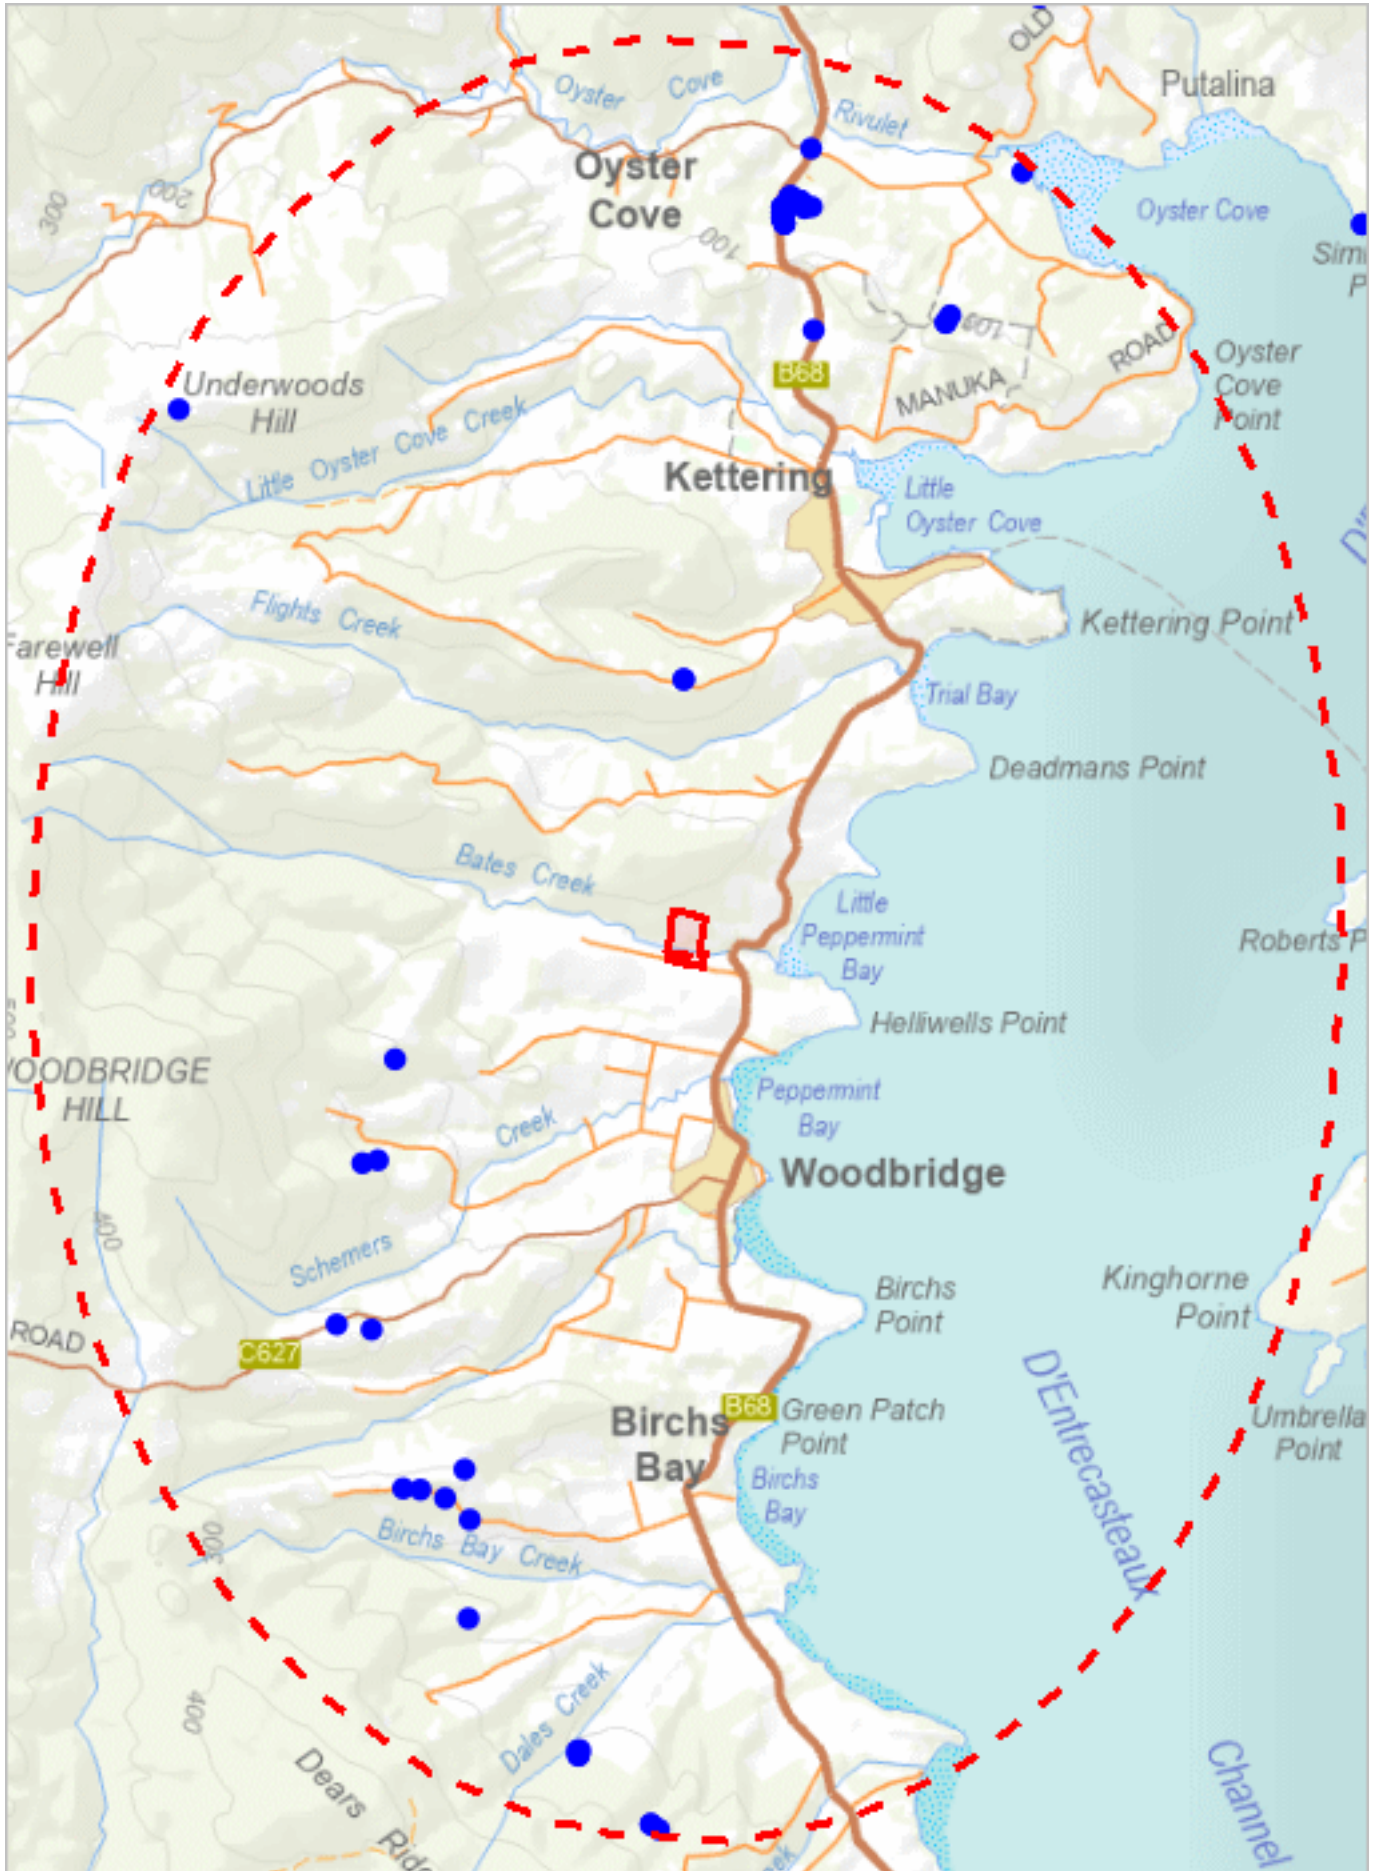 OLD
Putalina
Oyster Cove
Rivulet
Oyster
Cove
Oyster Cove
300
200
100
Sim
P
100
ROAD
Oyster
Cove
Point
B68
MANUKA
Underwoods
Hill
Little Oyster Cove Creek
Kettering
Little
Oyster Cove
Flights Creek
Kettering Point
Farewell
Hill
Trial Bay
Deadmans Point
Bates Creek
Little
Peppermint
Bay
Roberts P
Helliwells Point
WOODBRIDGE
HILL
Peppermint
Bay
Creek
Woodbridge
400
Schemers
Birchs
Point
Kinghorne
Point
ROAD
C627
D'Entrecasteaux
B68
Green Patch
Point
Birchs
Bay
Umbrella
Point
Birchs
Bay
300
Birchs Bay Creek
400
Dales Creek
Dears
Channel